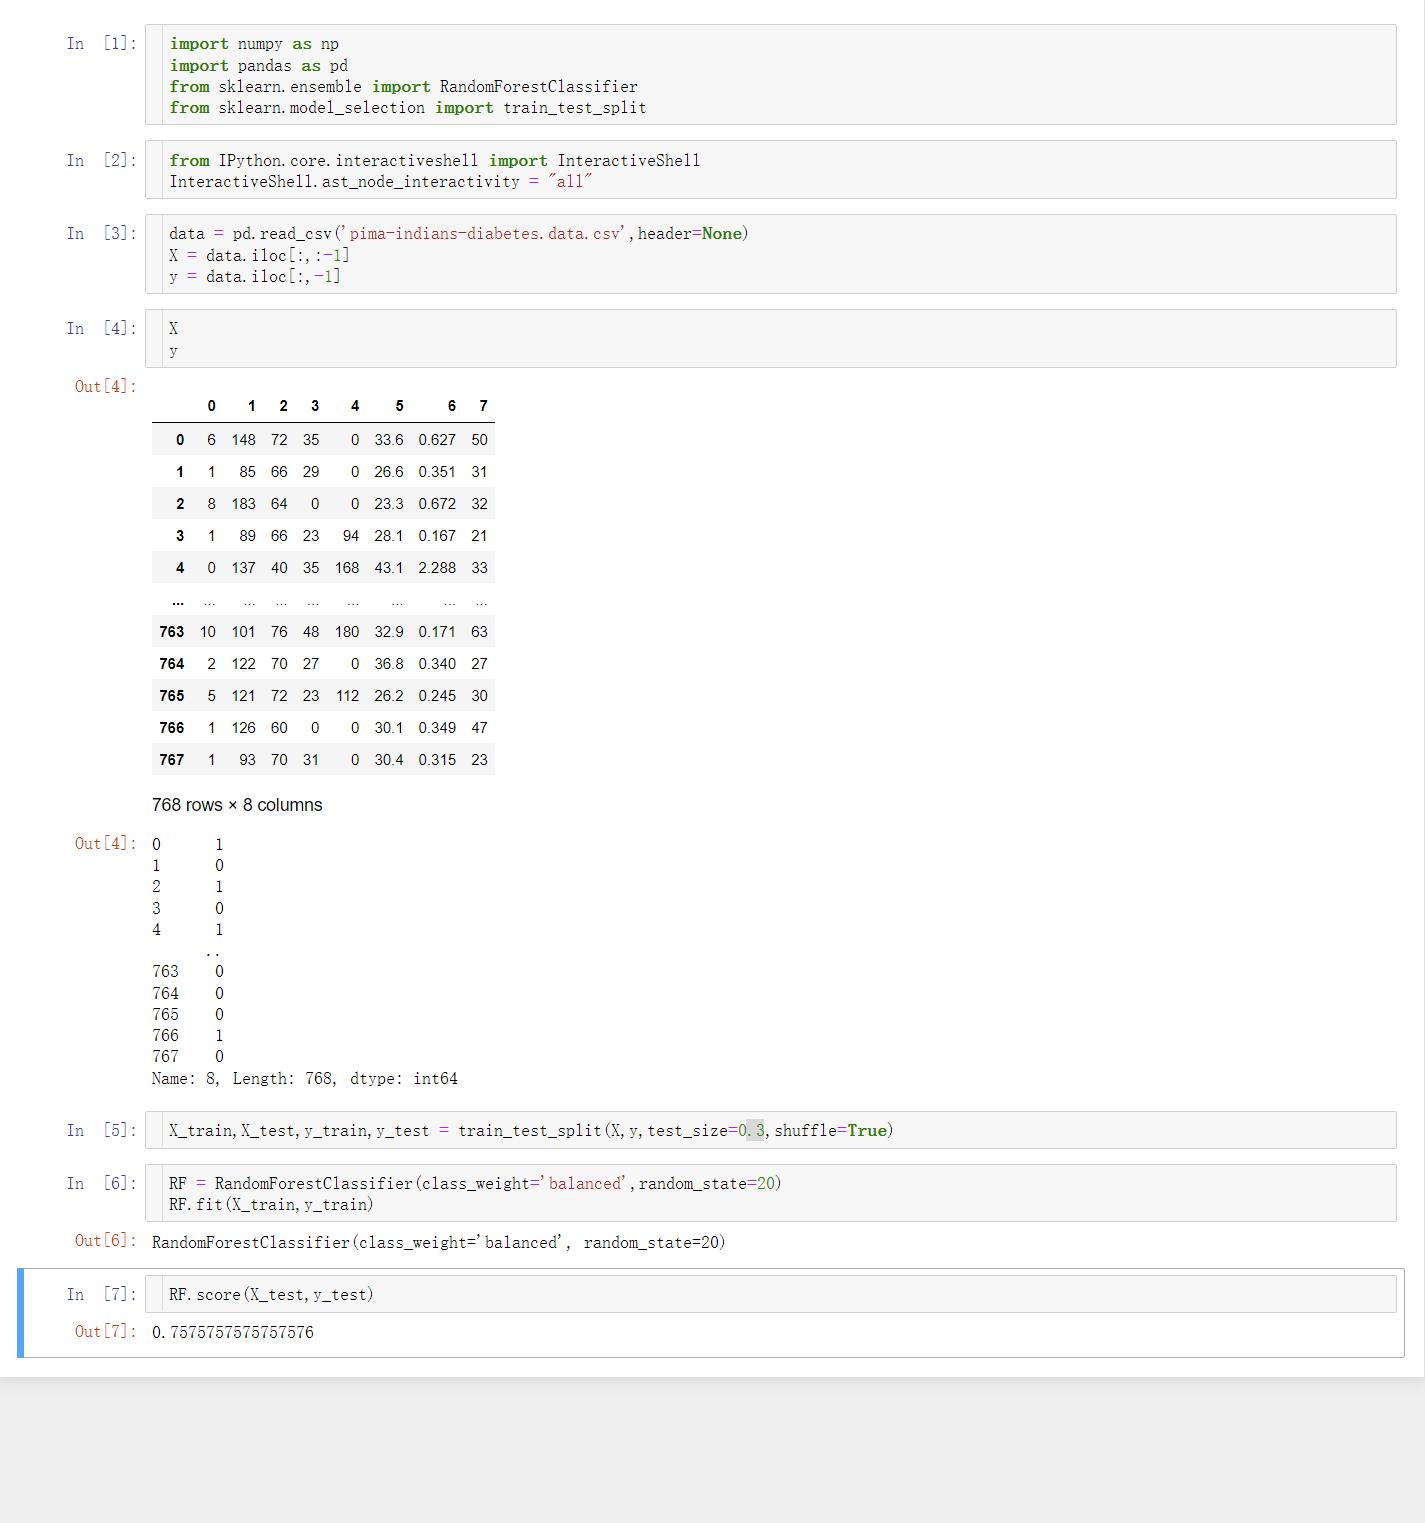 In [1]:
import numpy as np
import pandas as pd
from sklearn.ensemble import RandomForestClassifier
from sklearn.model_selection import train_test_split
In [2]:
from IPython.core.interactiveshell import InteractiveShell
InteractiveShell.ast_node_interactivity = "all"
In [3]:
data = pd.read_csv('pima-indians-diabetes.data.csv',header=None)
X = data.iloc[:,:-1]
y = data.iloc[:,-1]
In [4]:
X
y
Out[4]:
0 1 2 3 4 5 6 7
0 6 148 72 35 0 33.6 0.627 50
1 1 85 66 29 0 26.6 0.351 31
2 8 183 64 0 0 23.3 0.672 32
3 1 89 66 23 94 28.1 0.167 21
4 0 137 40 35 168 43.1 2.288 33
... ... ... ... ... ... ... ... ...
763 10 101 76 48 180 32.9 0.171 63
764 2 122 70 27 0 36.8 0.340 27
765 5 121 72 23 112 26.2 0.245 30
766 1 126 60 0 0 30.1 0.349 47
767 1 93 70 31 0 30.4 0.315 23
768 rows × 8 columns
Out[4]:
0 1
1 0
2 1
3 0
4 1
..
763 0
764 0
765 0
766 1
767 0
Name: 8, Length: 768, dtype: int64
In [5]:
X_train,X_test,y_train,y_test = train_test_split(X,y,test_size=0.3,shuffle=True)
In [6]:
RF = RandomForestClassifier(class_weight='balanced',random_state=20)
RF.fit(X_train,y_train)
Out[6]:
RandomForestClassifier(class_weight='balanced', random_state=20)
In [7]:
RF.score(X_test,y_test)
Out[7]:
0.7575757575757576